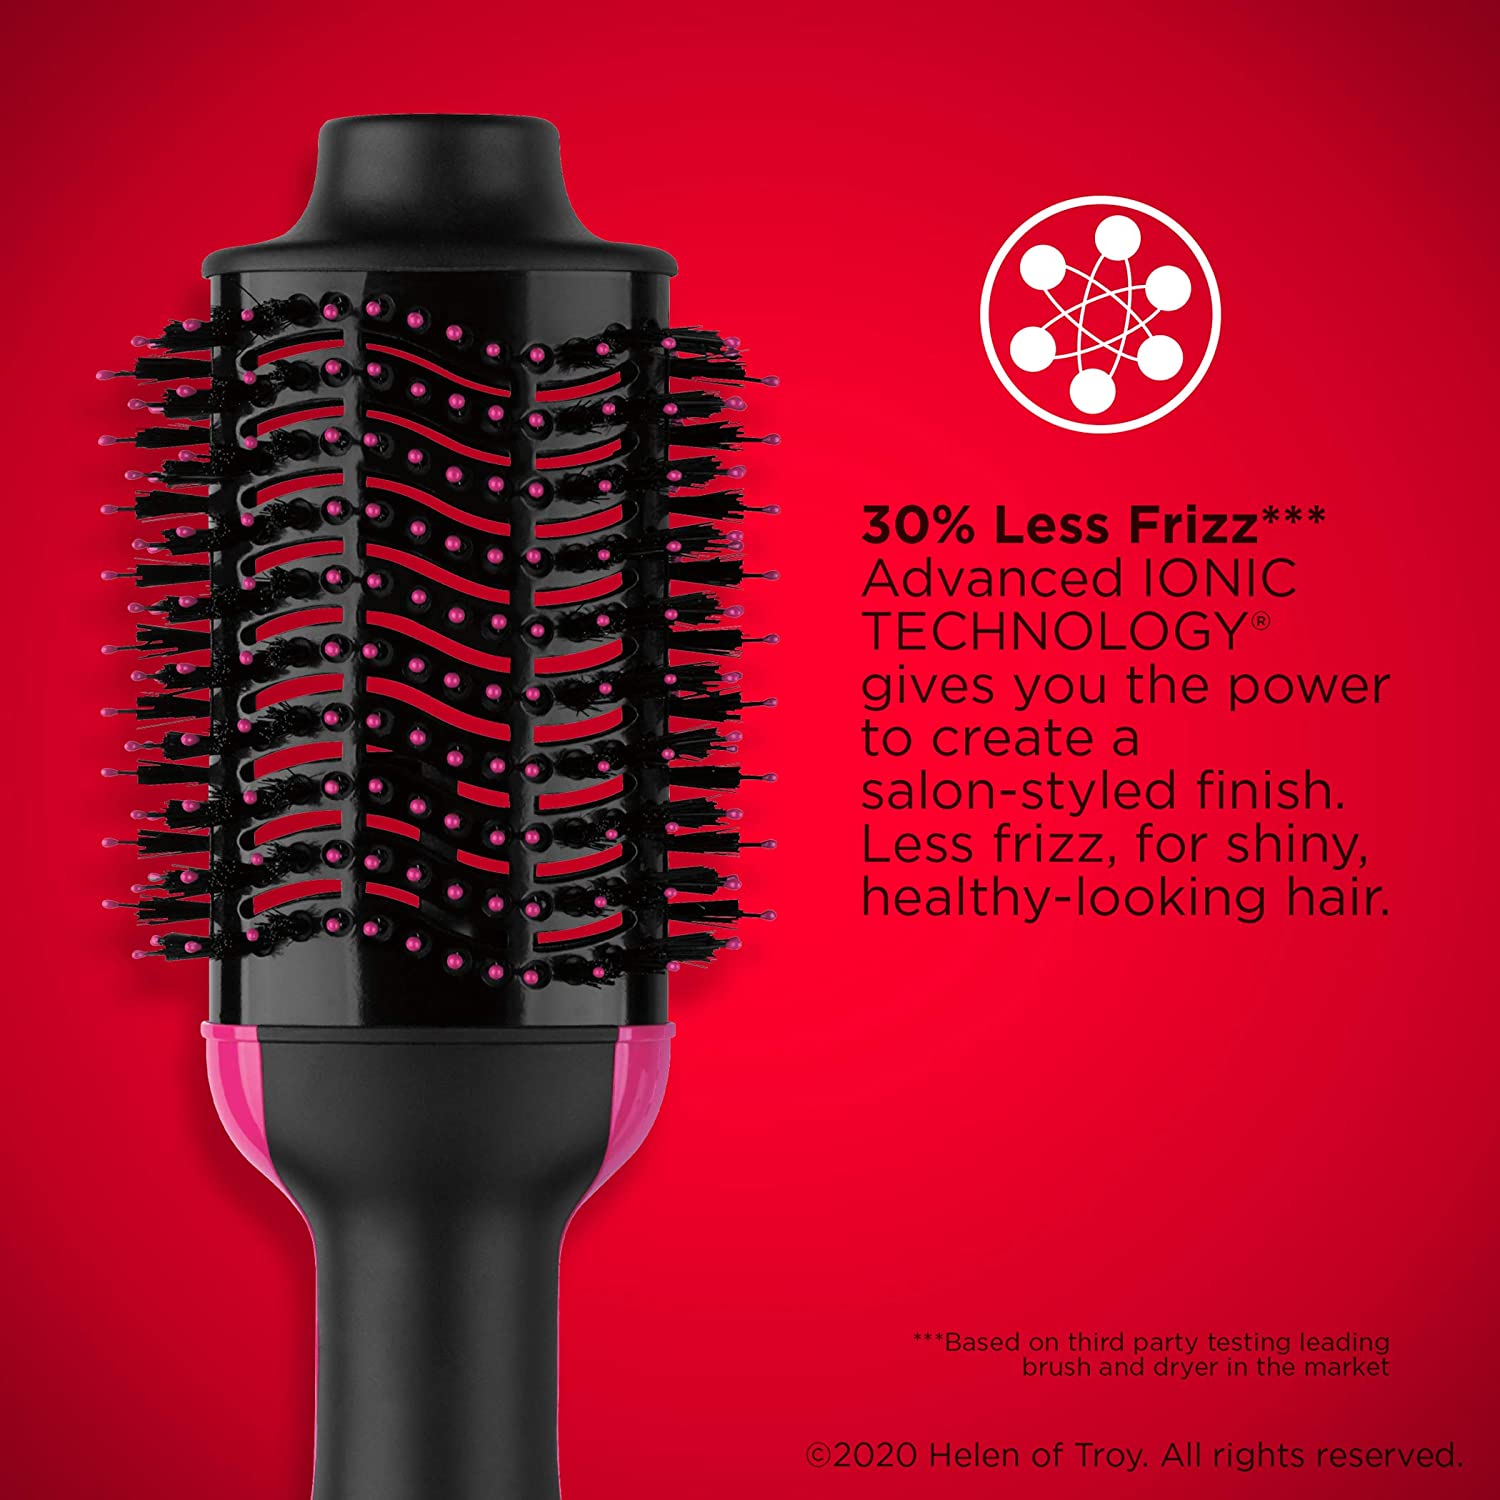 30% Less Frizz***
Advanced IONIC
TECHNOLOGY®
gives you the power
to create a
salon-styled finish.
Less frizz, for shiny,
healthy-looking hair.
***Based on third party testing leading
brush and dryer in the market
©2020 Helen of Troy. All rights reserved.